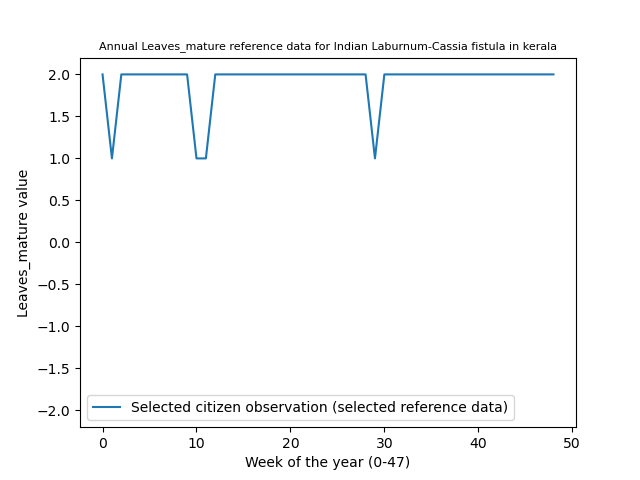 Annual Leaves_mature reference data for Indian Laburnum-Cassia fistula in kerala
2.0
1.5
1.0
0.5
0.0
−0.5
−1.0
−1.5
−2.0
Leaves_mature value
Selected citizen observation (selected reference data)
0 10 20 30 40 50
Week of the year (0-47)